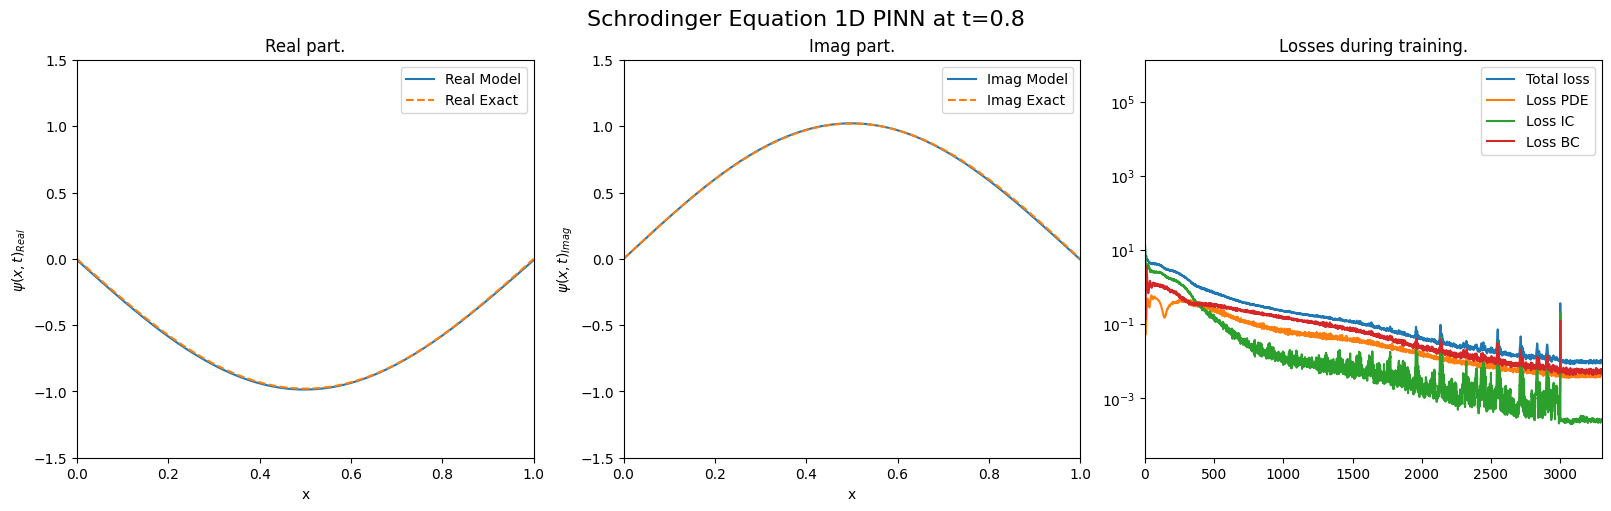 Schrodinger Equation 1D PINN at t=0.8
Real part.
1.5
1.0
0.5
0.0
−0.5
−1.0
−1.5
ψ(x, t)Real
0.0 0.2 0.4 0.6 0.8 1.0
x
Real Model
Real Exact
Imag part.
1.5
1.0
0.5
0.0
−0.5
−1.0
−1.5
ψ(x, t)Imag
0.0 0.2 0.4 0.6 0.8 1.0
x
Imag Model
Imag Exact
Losses during training.
10^5
10^3
10^1
10^−1
10^−3
0 500 1000 1500 2000 2500 3000
Total loss
Loss PDE
Loss IC
Loss BC